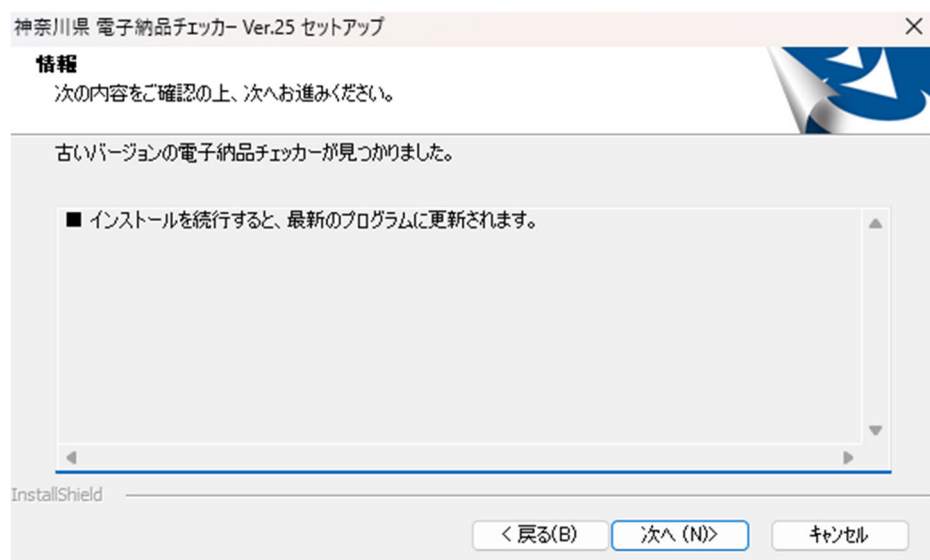 神奈川県 電子納品チェッカー Ver.25 セットアップ
情報
次の内容をご確認の上、次へお進みください。
古いバージョンの電子納品チェッカーが見つかりました。
■ インストールを続行すると、最新のプログラムに更新されます。
InstallShield
< 戻る(B)
次へ (N)>
キャンセル